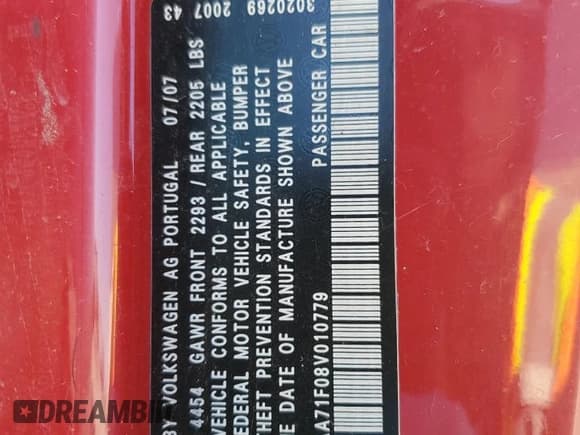 3020269 2007 43
BY VOLKSWAGEN AG PORTUGAL 07/07
4454 GAWR FRONT 2293 / REAR 2205 LBS
VEHICLE CONFORMS TO ALL APPLICABLE
FEDERAL MOTOR VEHICLE SAFETY, BUMPER
THEFT PREVENTION STANDARDS IN EFFECT
E DATE OF MANUFACTURE SHOWN ABOVE
A71F08V010779 PASSENGER CAR
DREAMBID